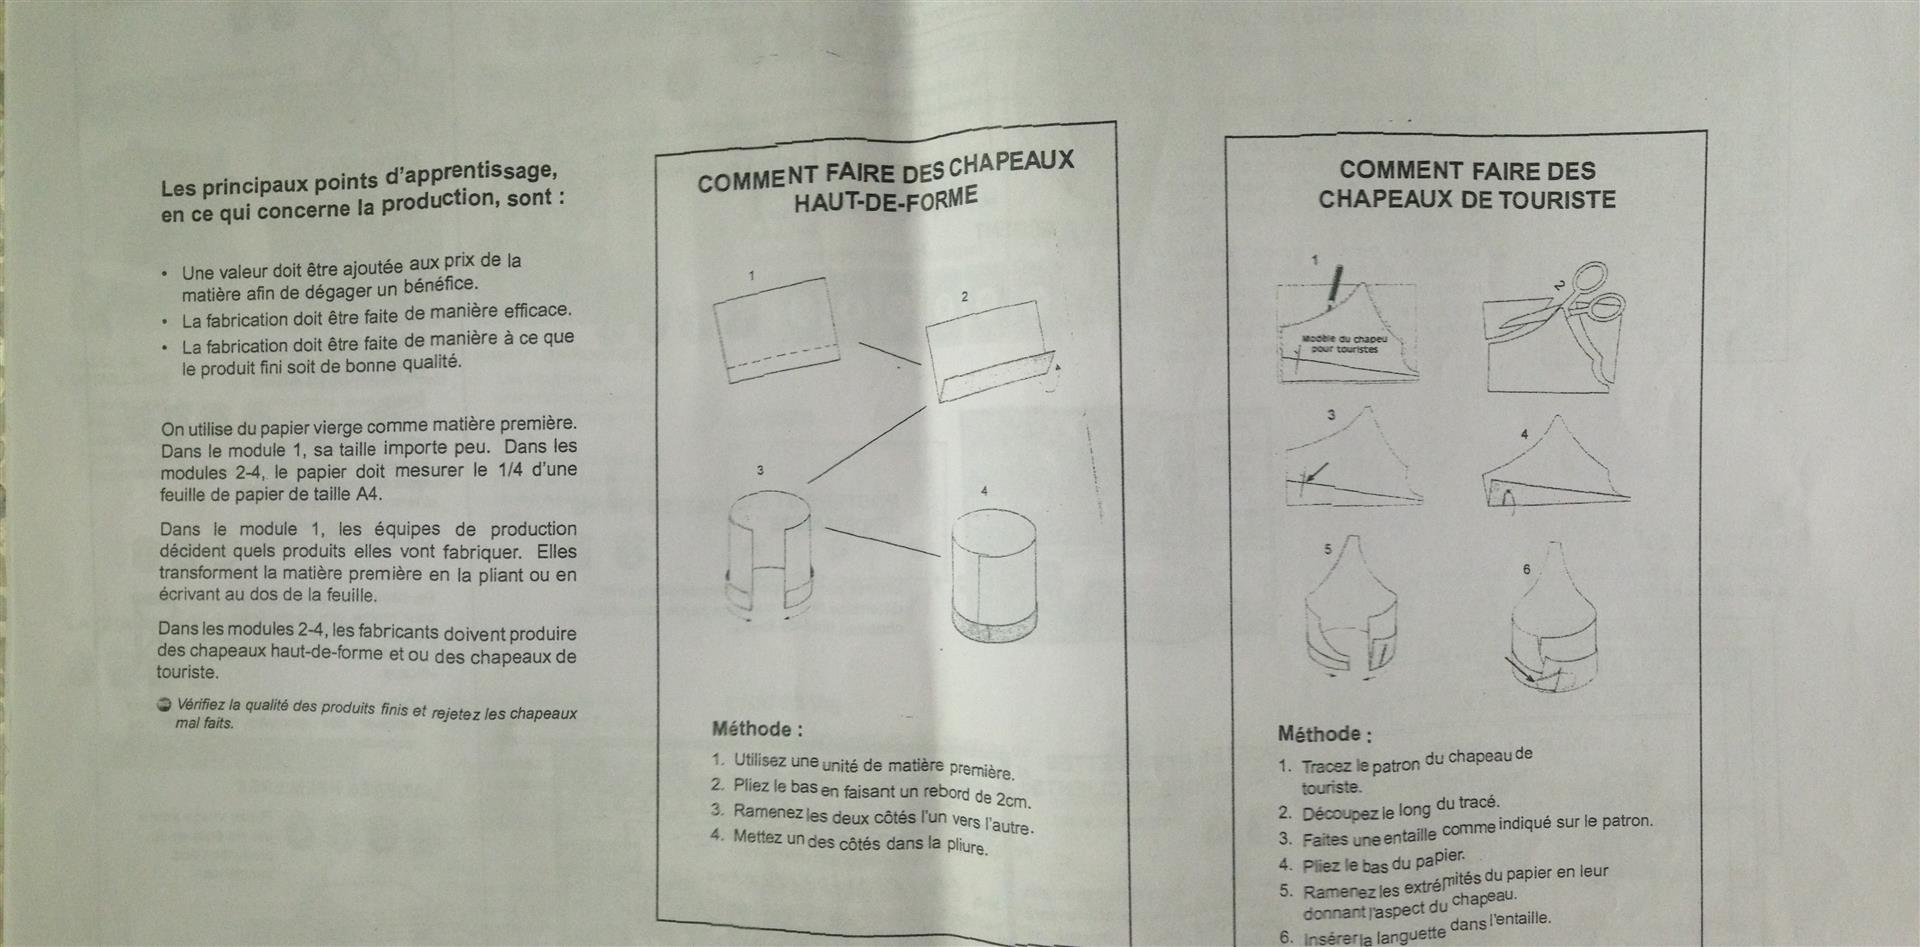 Les principaux points d'apprentissage,
en ce qui concerne la production, sont :
• Une valeur doit être ajoutée aux prix de la
matière afin de dégager un bénéfice.
• La fabrication doit être faite de manière efficace.
• La fabrication doit être faite de manière à ce que
le produit fini soit de bonne qualité.
On utilise du papier vierge comme matière première.
Dans le module 1, sa taille importe peu. Dans les
modules 2-4, le papier doit mesurer le 1/4 d'une
feuille de papier de taille A4.
Dans le module 1, les équipes de production
décident quels produits elles vont fabriquer. Elles
transforment la matière première en la pliant ou en
écrivant au dos de la feuille.
Dans les modules 2-4, les fabricants doivent produire
des chapeaux haut-de-forme et ou des chapeaux de
touriste.
Vérifiez la qualité des produits finis et rejetez les chapeaux
mal faits.
COMMENT FAIRE DES CHAPEAUX
HAUT-DE-FORME
1
2
3
4
Méthode :
1. Utilisez une unité de matière première.
2. Pliez le bas en faisant un rebord de 2cm.
3. Ramenez les deux côtés l'un vers l'autre.
4. Mettez un des côtés dans la pliure.
COMMENT FAIRE DES
CHAPEAUX DE TOURISTE
1
2
Modèle du chapeu
pour touristes
3
4
5
6
Méthode :
1. Tracez le patron du chapeau de
touriste.
2. Découpez le long du tracé.
3. Faites une entaille comme indiqué sur le patron.
4. Pliez le bas du papier.
5. Ramenez les extrémités du papier en leur
donnant l'aspect du chapeau.
6. Insérer la languette dans l'entaille.